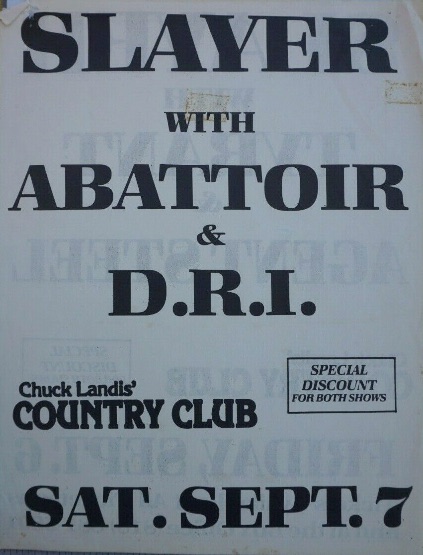 SLAYER
WITH
ABATTOIR
&
D.R.I.
SPECIAL
DISCOUNT
FOR BOTH SHOWS
Chuck Landis'
COUNTRY CLUB
SAT. SEPT. 7